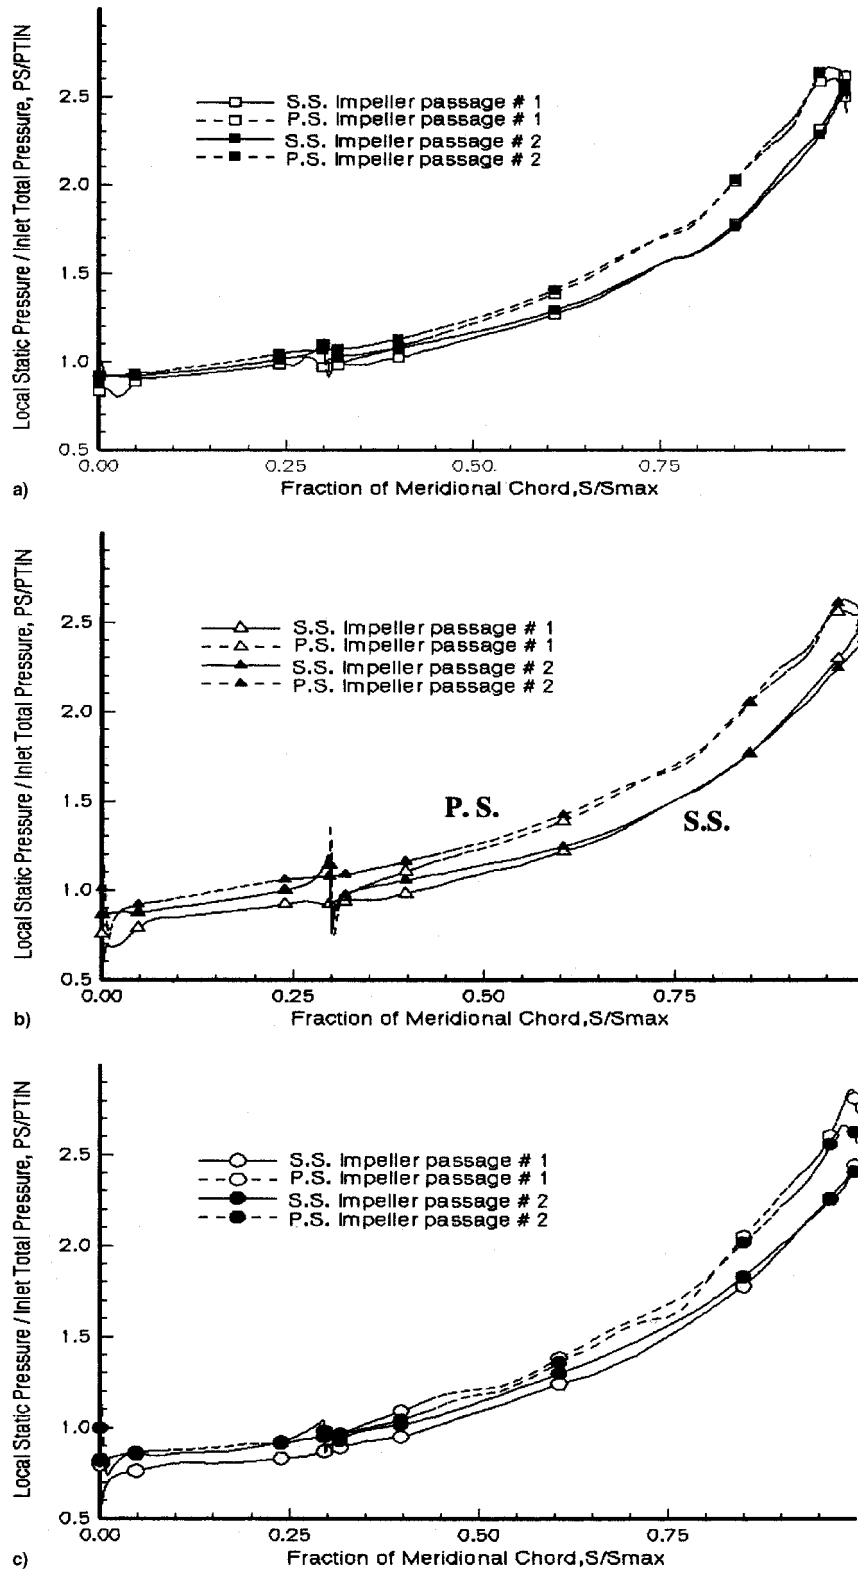 Local Static Pressure / Inlet Total Pressure, PS/PTIN
2.5
2.0
1.5
1.0
0.5
S.S. Impeller passage # 1
P.S. Impeller passage # 1
S.S. Impeller passage # 2
P.S. Impeller passage # 2
0.00 0.25 0.50. 0.75
a) Fraction of Meridional Chord,S/Smax
Local Static Pressure / Inlet Total Pressure, PS/PTIN
2.5
2.0
1.5
1.0
0.5
S.S. Impeller passage # 1
P.S. Impeller passage # 1
S.S. Impeller passage # 2
P.S. Impeller passage # 2
P. S.
S.S.
0.00 0.25 0.50 0.75
b) Fraction of Meridional Chord,S/Smax
Local Static Pressure / Inlet Total Pressure, PS/PTIN
2.5
2.0
1.5
1.0
0.5
S.S. Impeller passage # 1
P.S. Impeller passage # 1
S.S. Impeller passage # 2
P.S. Impeller passage # 2
0.00 0.25 0.50 0.75
c) Fraction of Meridional Chord,S/Smax